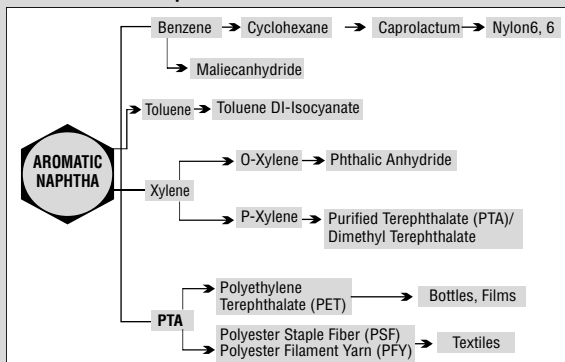 Benzene Cyclohexane Caprolactum Nylon6, 6
Maliecanhydride
Toluene Toluene DI-Isocyanate
AROMATIC
NAPHTHA
O-Xylene Phthalic Anhydride
Xylene
P-Xylene Purified Terephthalate (PTA)/
Dimethyl Terephthalate
Polyethylene
Terephthalate (PET) Bottles, Films
PTA
Polyester Staple Fiber (PSF)
Polyester Filament Yarn (PFY) Textiles